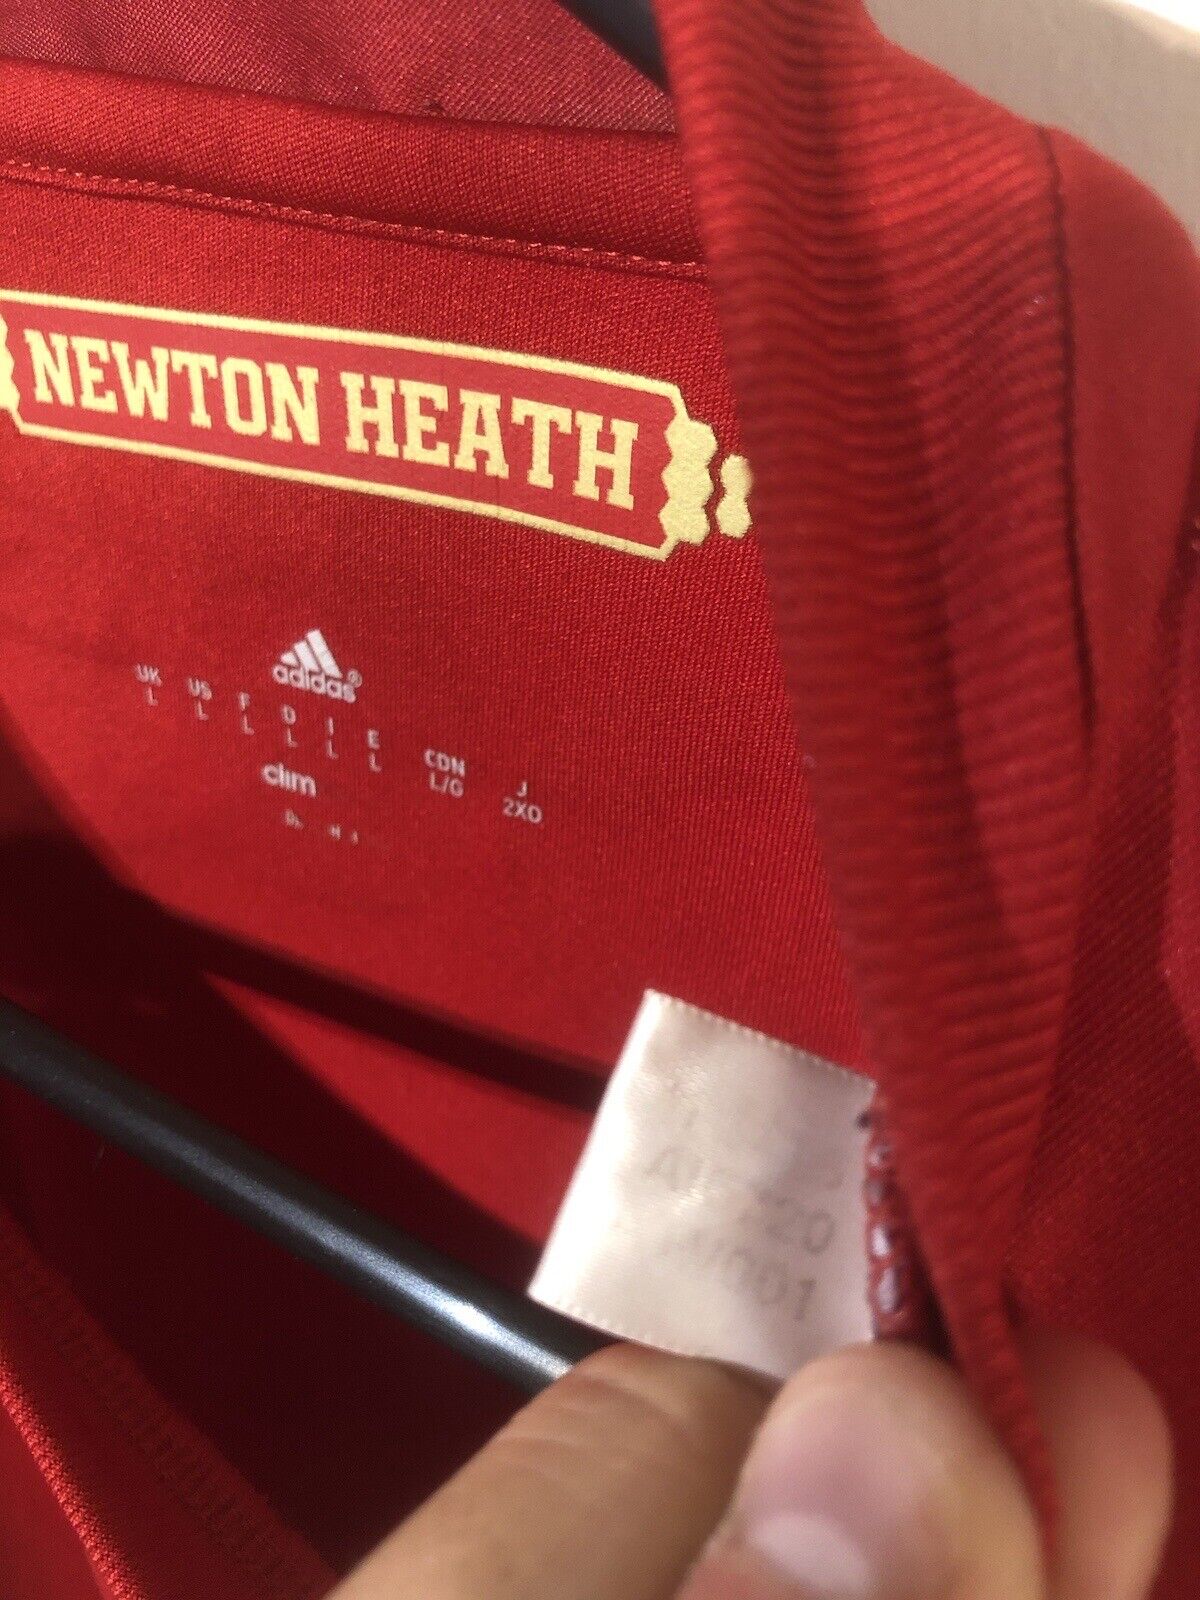 NEWTON HEATH
adidas®
UK US F D I E CDN J
L L L L L L L/G 2XO
clim